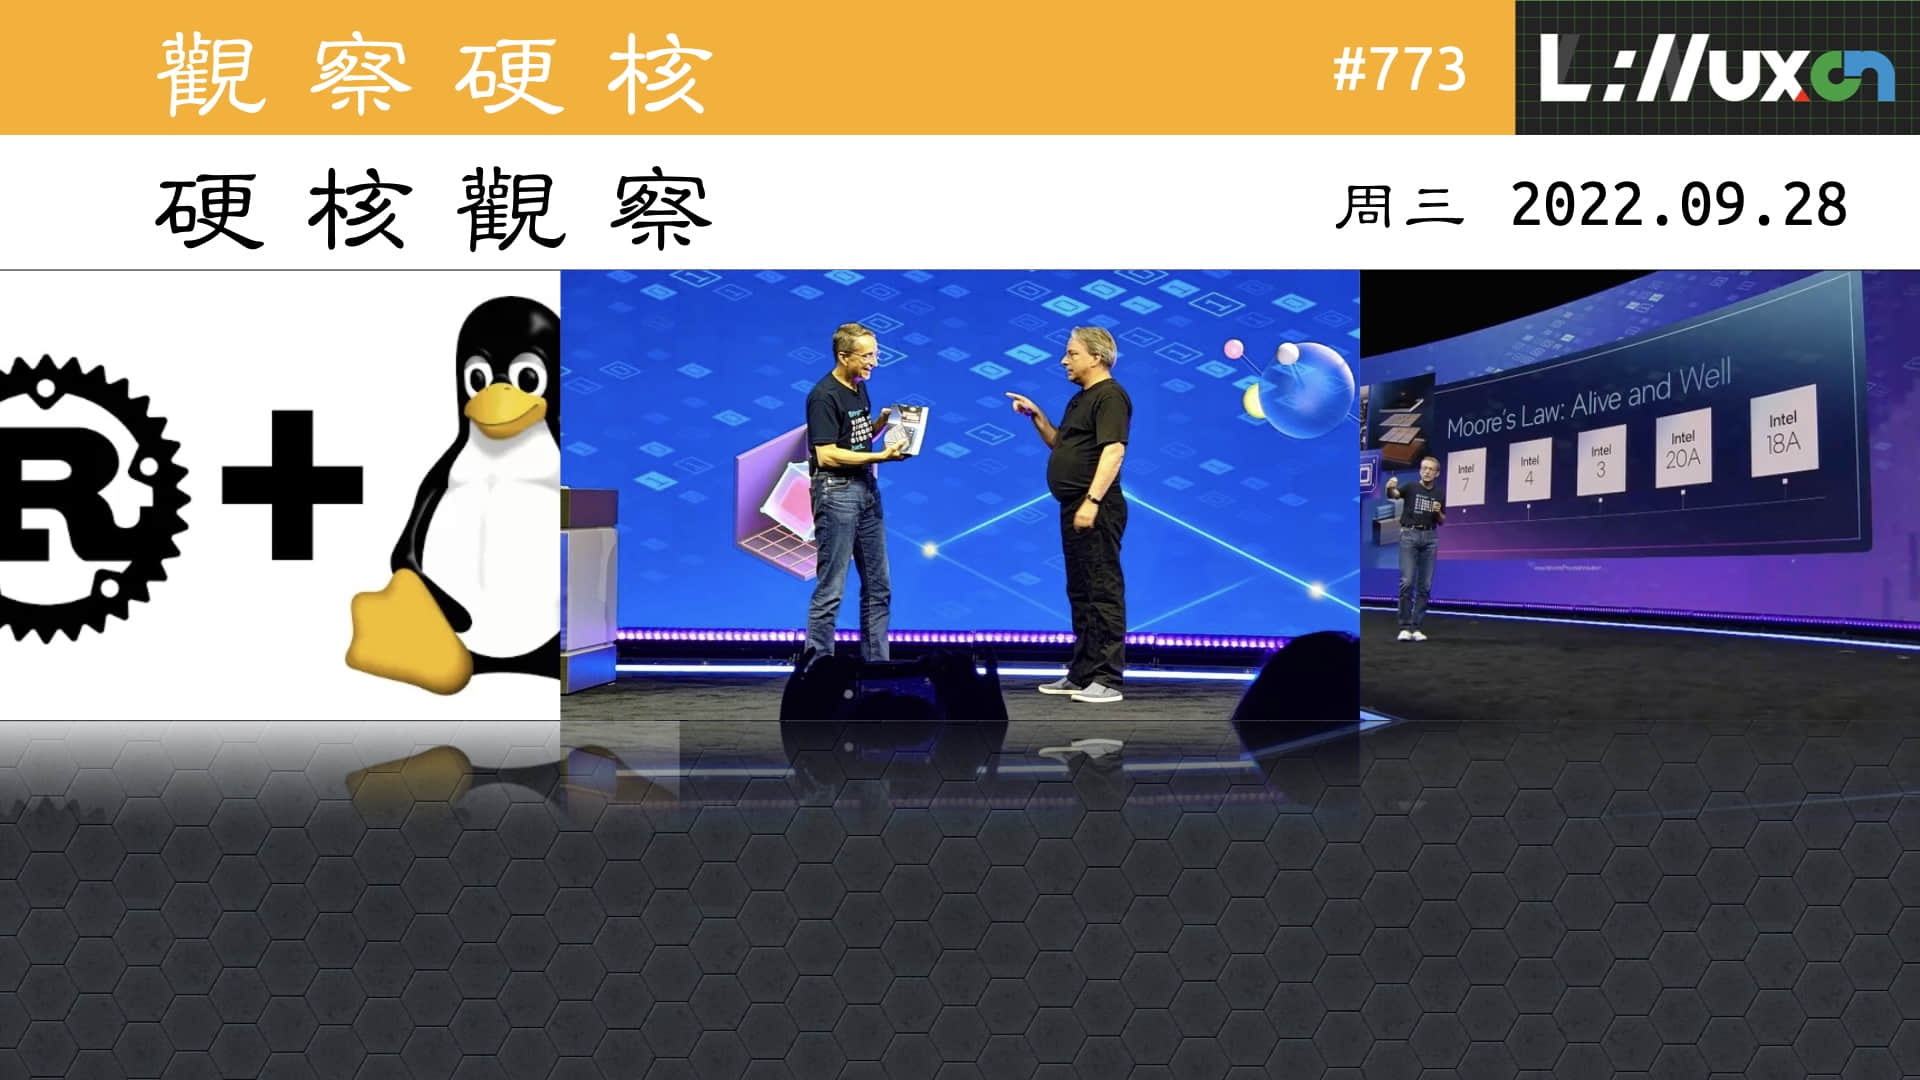 觀察硬核
#773
L://UXCN
硬核觀察
周三 2022.09.28
R
+
Moore's Law: Alive and Well
Intel 7
Intel 4
Intel 3
Intel 20A
Intel 18A